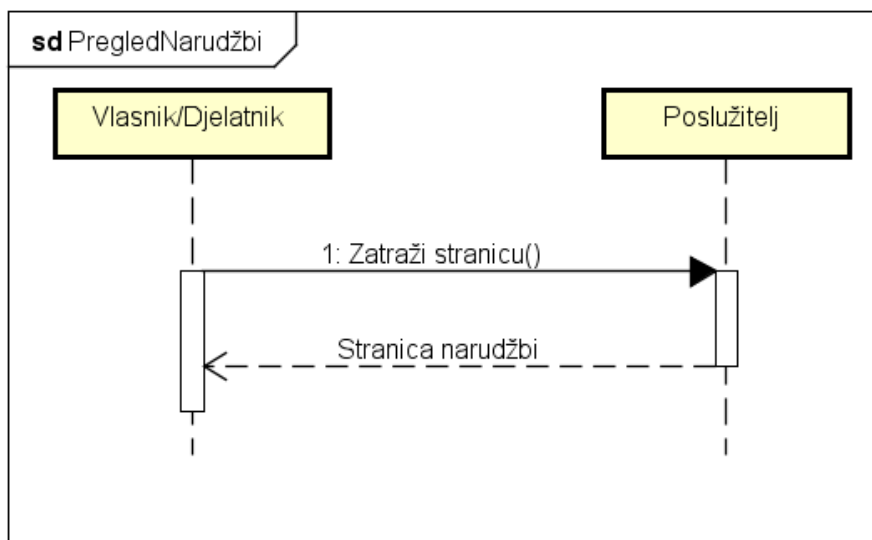 sd PregledNarudžbi
Vlasnik/Djelatnik
Poslužitelj
1: Zatraži stranicu()
Stranica narudžbi